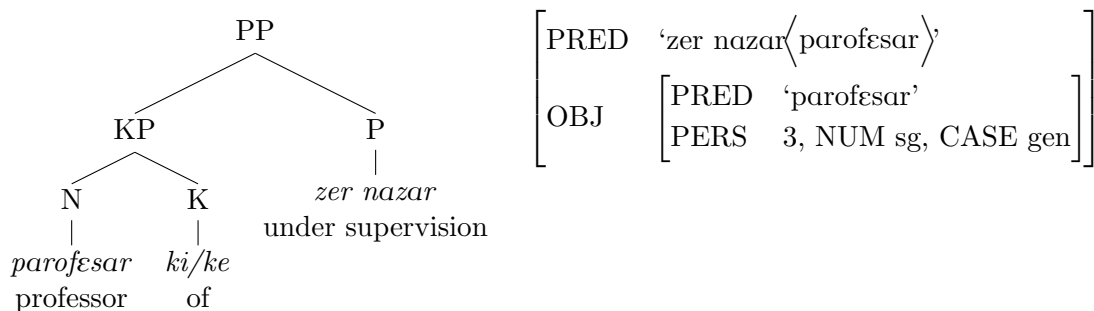 PP
KP P
N K zer nazar
under supervision
parofɛsar ki/ke
professor of
PRED ‘zer nazar⟨parofɛsar⟩’
OBJ
PRED ‘parofɛsar’
PERS 3, NUM sg, CASE gen